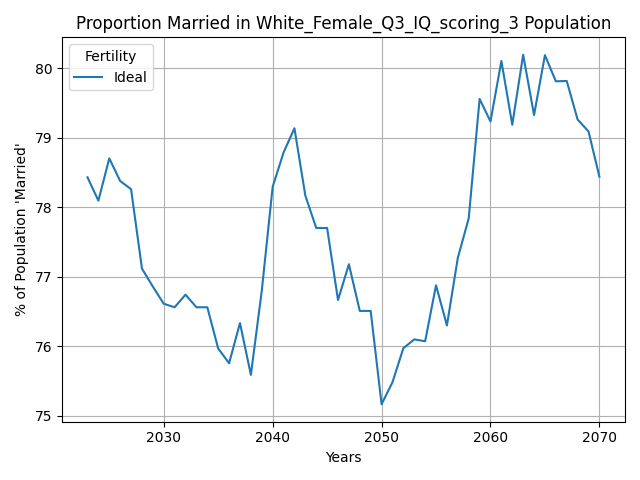 Proportion Married in White_Female_Q3_IQ_scoring_3 Population
Fertility
Ideal
% of Population 'Married'
80
79
78
77
76
75
2030 2040 2050 2060 2070
Years